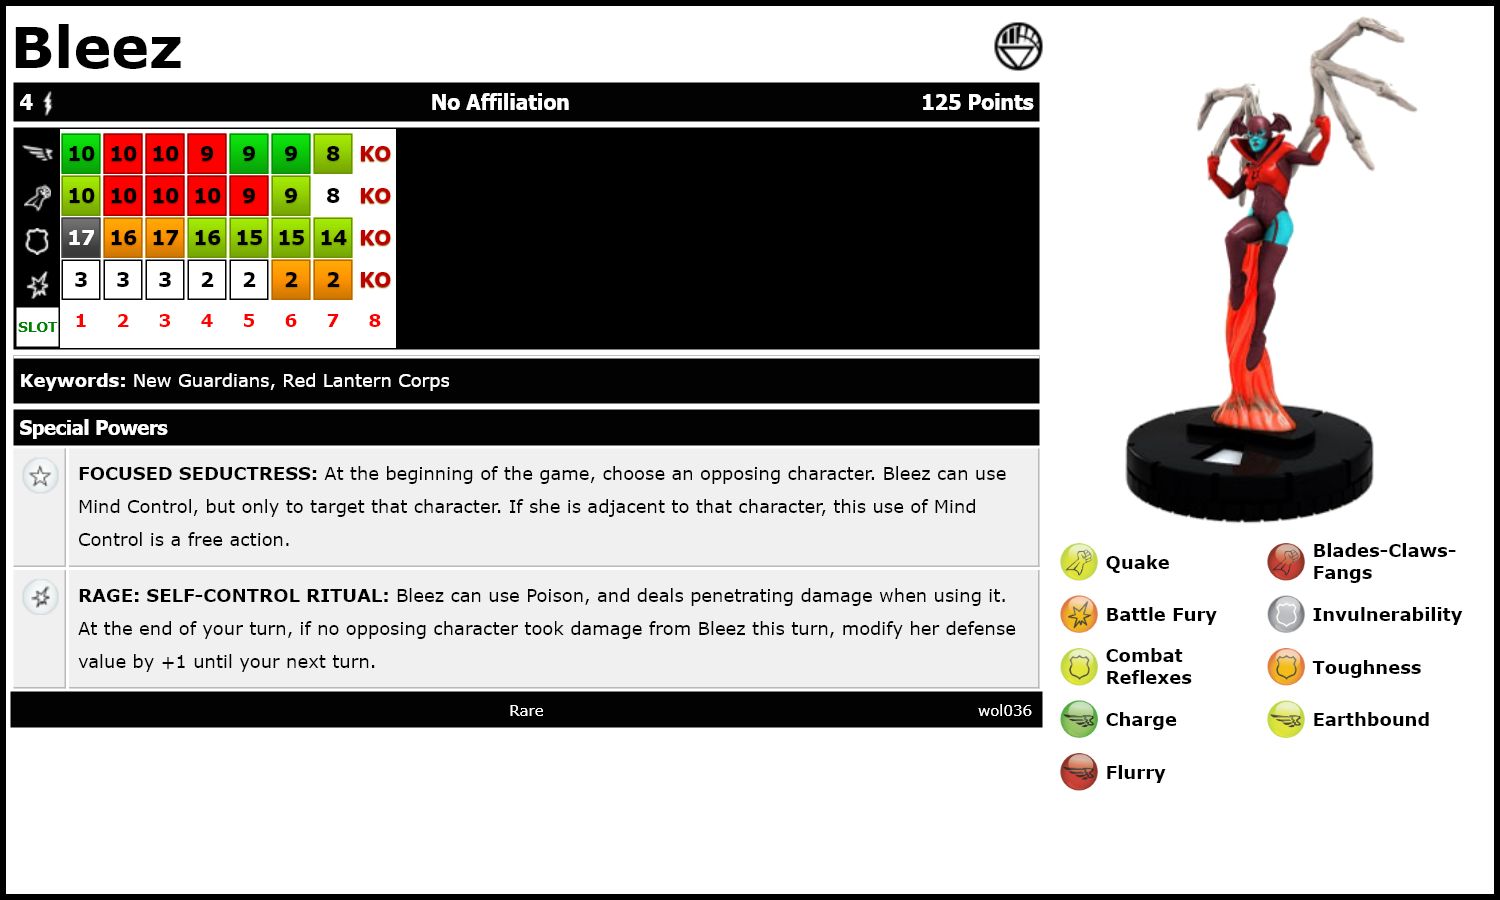 Bleez
4 No Affiliation 125 Points
10 10 10 9 9 9 8 KO
10 10 10 10 9 9 8 KO
17 16 17 16 15 15 14 KO
3 3 3 2 2 2 2 KO
SLOT 1 2 3 4 5 6 7 8
Keywords: New Guardians, Red Lantern Corps
Special Powers
FOCUSED SEDUCTRESS: At the beginning of the game, choose an opposing character. Bleez can use
Mind Control, but only to target that character. If she is adjacent to that character, this use of Mind
Control is a free action.
RAGE: SELF-CONTROL RITUAL: Bleez can use Poison, and deals penetrating damage when using it.
At the end of your turn, if no opposing character took damage from Bleez this turn, modify her defense
value by +1 until your next turn.
Rare wol036
Quake
Blades-Claws-
Fangs
Battle Fury
Invulnerability
Combat
Reflexes
Toughness
Charge
Earthbound
Flurry